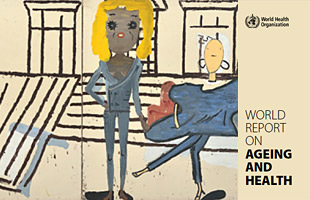 World Health
Organization
WORLD
REPORT
ON
AGEING
AND
HEALTH